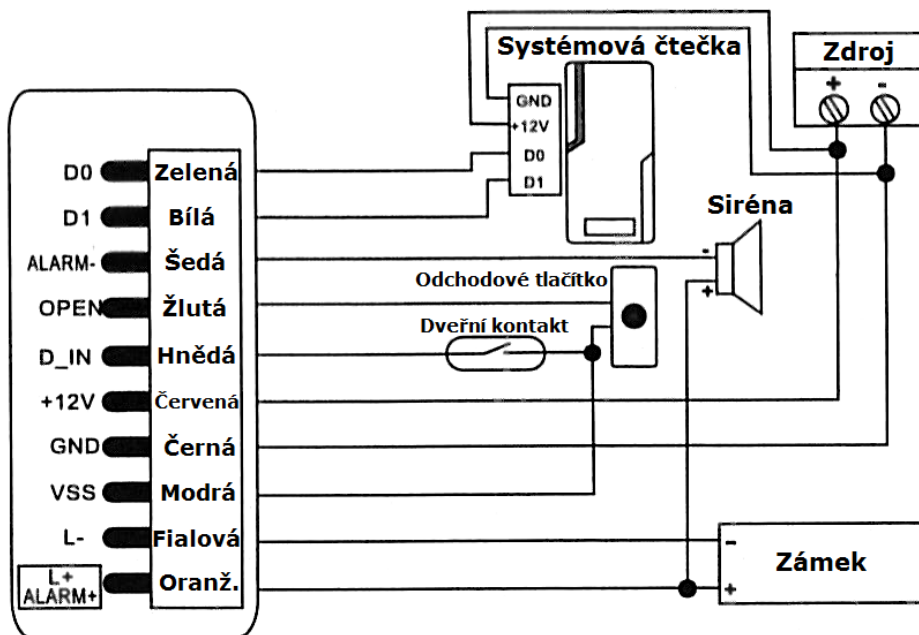 Systémová čtečka
GND
+12V
D0
D1
Zdroj
+ -
D0 Zelená
D1 Bílá
ALARM- Šedá
OPEN Žlutá
D_IN Hnědá
+12V Červená
GND Černá
VSS Modrá
L- Fialová
L+
ALARM+ Oranž.
Siréna
-
+
Odchodové tlačítko
Dveřní kontakt
Zámek
-
+